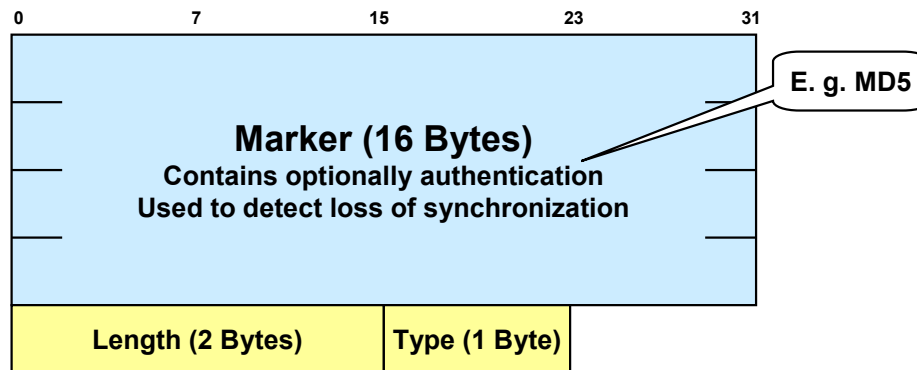 0 7 15 23 31
E. g. MD5
Marker (16 Bytes)
Contains optionally authentication
Used to detect loss of synchronization
Length (2 Bytes) Type (1 Byte)